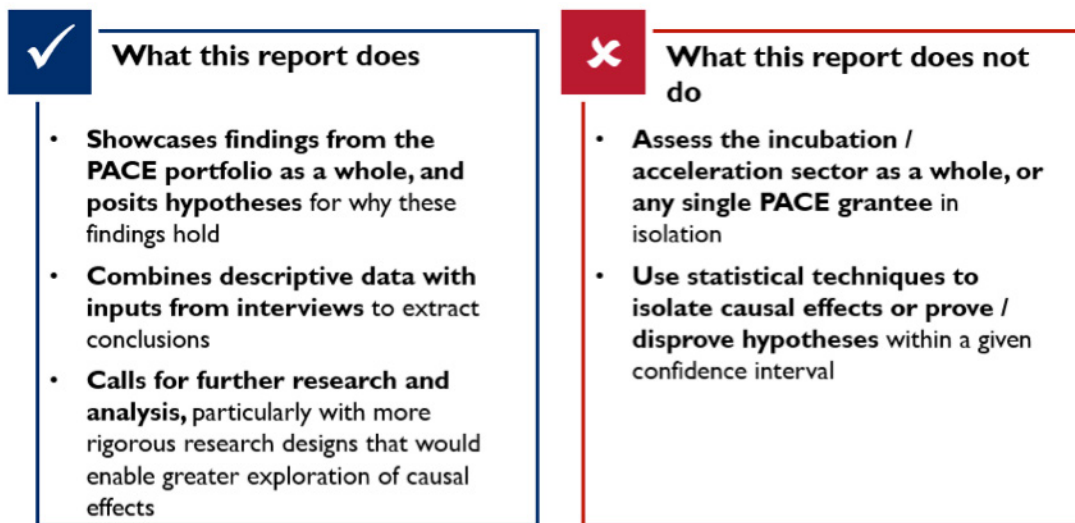 What this report does
• Showcases findings from the
PACE portfolio as a whole, and
posits hypotheses for why these
findings hold
• Combines descriptive data with
inputs from interviews to extract
conclusions
• Calls for further research and
analysis, particularly with more
rigorous research designs that would
enable greater exploration of causal
effects
What this report does not
do
• Assess the incubation /
acceleration sector as a whole, or
any single PACE grantee in
isolation
• Use statistical techniques to
isolate causal effects or prove /
disprove hypotheses within a given
confidence interval